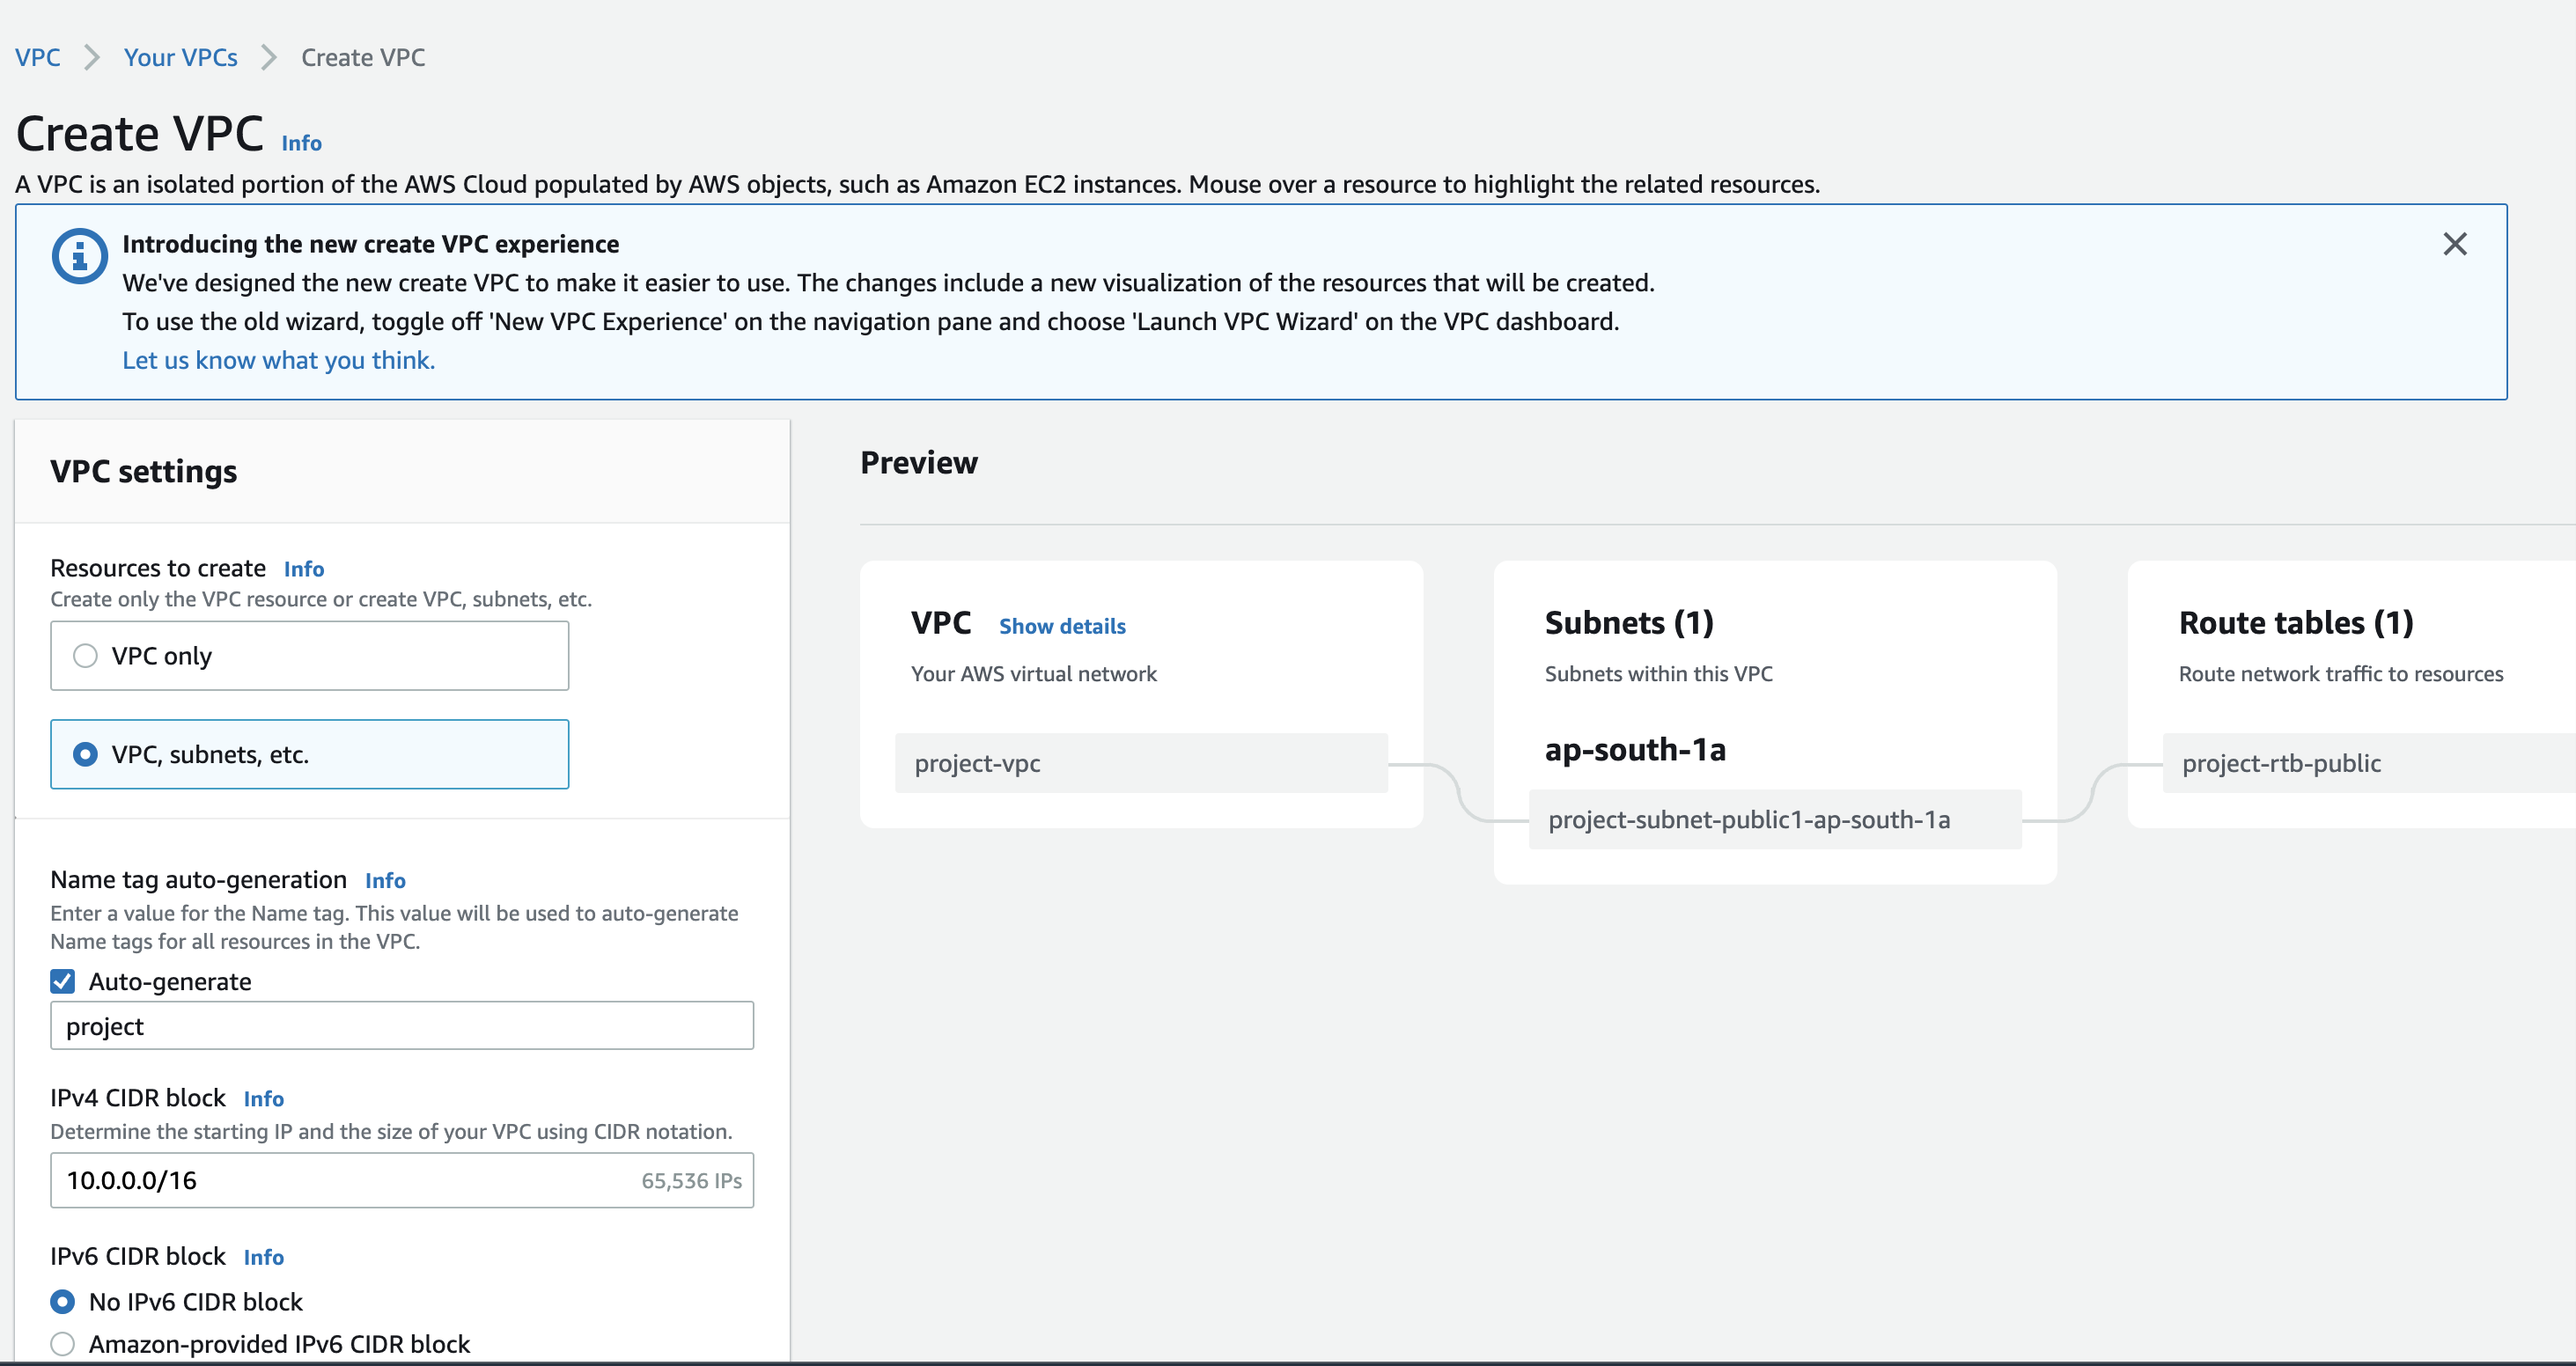 VPC > Your VPCs > Create VPC
Create VPC Info
A VPC is an isolated portion of the AWS Cloud populated by AWS objects, such as Amazon EC2 instances. Mouse over a resource to highlight the related resources.
Introducing the new create VPC experience
We've designed the new create VPC to make it easier to use. The changes include a new visualization of the resources that will be created.
To use the old wizard, toggle off 'New VPC Experience' on the navigation pane and choose 'Launch VPC Wizard' on the VPC dashboard.
Let us know what you think.
VPC settings
Resources to create Info
Create only the VPC resource or create VPC, subnets, etc.
VPC only
VPC, subnets, etc.
Name tag auto-generation Info
Enter a value for the Name tag. This value will be used to auto-generate
Name tags for all resources in the VPC.
Auto-generate
project
IPv4 CIDR block Info
Determine the starting IP and the size of your VPC using CIDR notation.
10.0.0.0/16 65,536 IPs
IPv6 CIDR block Info
No IPv6 CIDR block
Amazon-provided IPv6 CIDR block
Preview
VPC Show details
Your AWS virtual network
project-vpc
Subnets (1)
Subnets within this VPC
ap-south-1a
project-subnet-public1-ap-south-1a
Route tables (1)
Route network traffic to resources
project-rtb-public